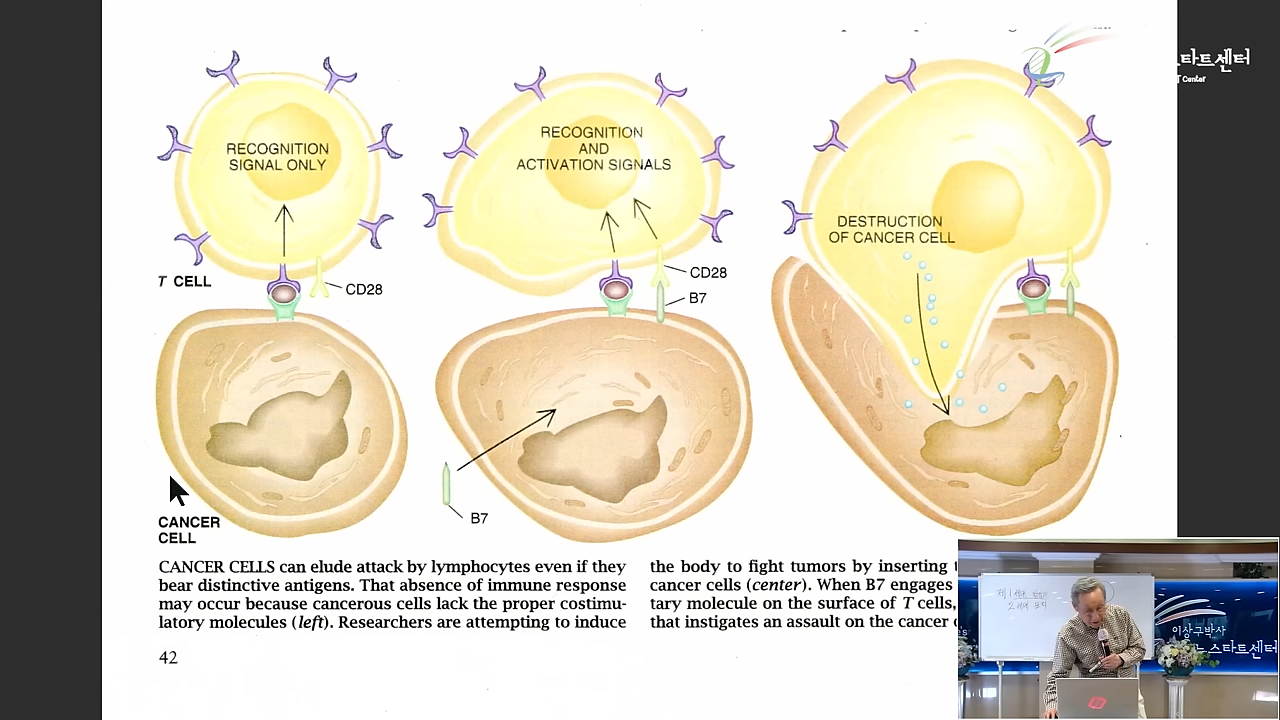 스타트센터
T Center
RECOGNITION
SIGNAL ONLY
T CELL
CD28
CANCER
CELL
RECOGNITION
AND
ACTIVATION SIGNALS
CD28
B7
B7
DESTRUCTION
OF CANCER CELL
CANCER CELLS can elude attack by lymphocytes even if they
bear distinctive antigens. That absence of immune response
may occur because cancerous cells lack the proper costimu-
latory molecules (left). Researchers are attempting to induce
the body to fight tumors by inserting
cancer cells (center). When B7 engages
tary molecule on the surface of T cells,
that instigates an assault on the cancer
42
이상구박사
뉴스타트센터